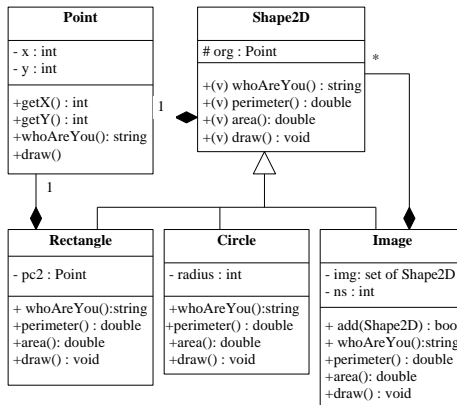 Point
- x : int
- y : int
+getX() : int
+getY() : int
+whoAreYou(): string
+draw()
Shape2D
# org : Point
+(v) whoAreYou() : string
+(v) perimeter() : double
+(v) area(): double
+(v) draw() : void
1
*
1
Rectangle
- pc2 : Point
+ whoAreYou():string
+perimeter() : double
+area(): double
+draw() : void
Circle
- radius : int
+whoAreYou():string
+perimeter() : double
+area(): double
+draw() : void
Image
- img: set of Shape2D
- ns : int
+ add(Shape2D) : boo
+ whoAreYou():string
+perimeter() : double
+area(): double
+draw() : void